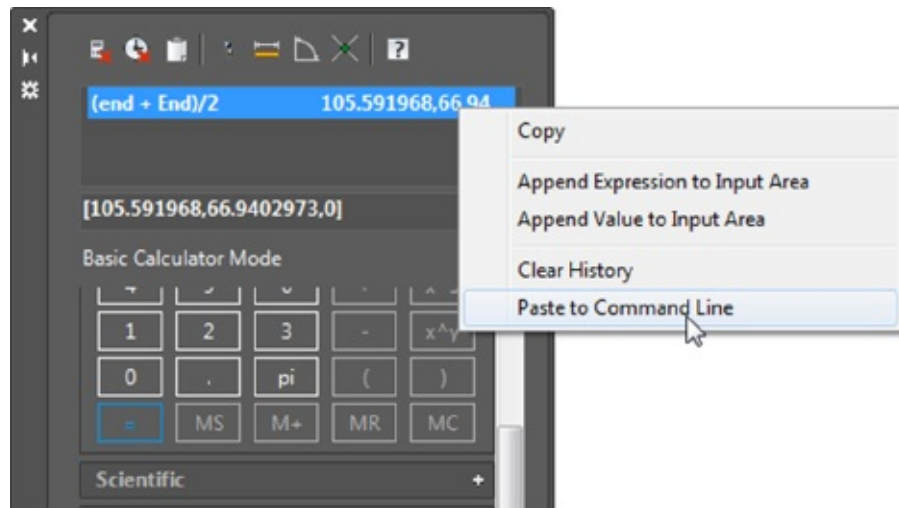 ?
(end + End)/2 105.591968,66.94
Copy
Append Expression to Input Area
Append Value to Input Area
[105.591968,66.9402973,0]
Clear History
Basic Calculator Mode
Paste to Command Line
1 2 3 - x^y
0 . pi ( )
= MS M+ MR MC
Scientific +